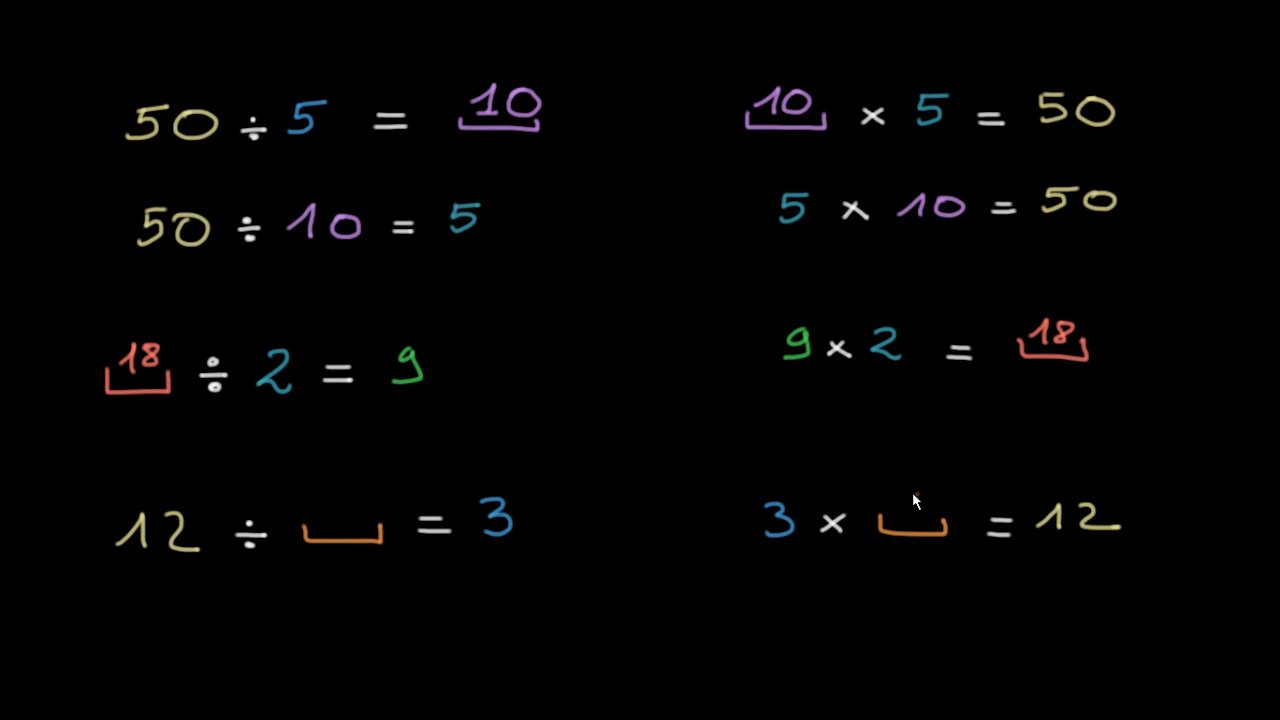 50 ÷ 5 = 10
10 × 5 = 50
50 ÷ 10 = 5
5 × 10 = 50
18 ÷ 2 = 9
9 × 2 = 18
12 ÷ = 3
3 × = 12